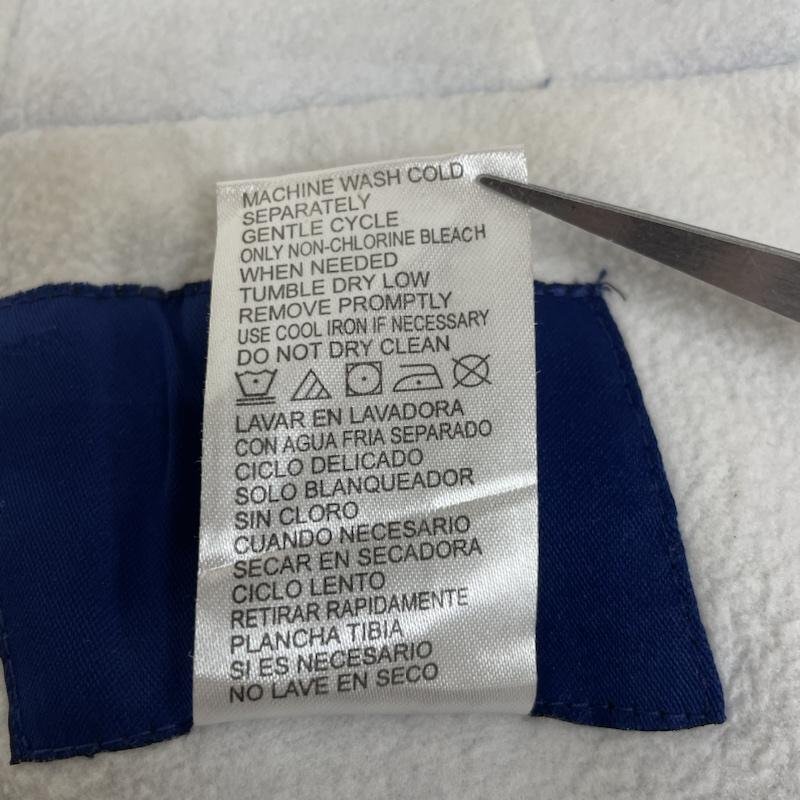 MACHINE WASH COLD
SEPARATELY
GENTLE CYCLE
ONLY NON-CHLORINE BLEACH
WHEN NEEDED
TUMBLE DRY LOW
REMOVE PROMPTLY
USE COOL IRON IF NECESSARY
DO NOT DRY CLEAN
LAVAR EN LAVADORA
CON AGUA FRIA SEPARADO
CICLO DELICADO
SOLO BLANQUEADOR
SIN CLORO
CUANDO NECESARIO
SECAR EN SECADORA
CICLO LENTO
RETIRAR RAPIDAMENTE
PLANCHA TIBIA
SI ES NECESARIO
NO LAVE EN SECO